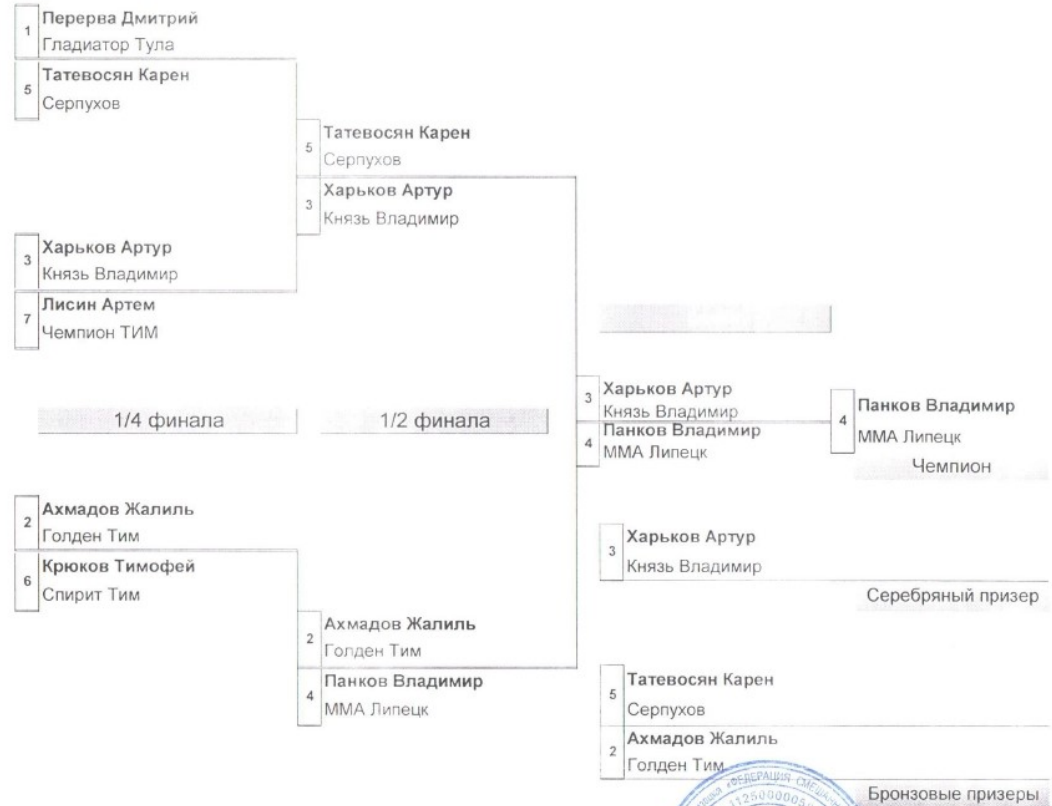 1
Перерва Дмитрий
Гладиатор Тула
5
Татевосян Карен
Серпухов
5
Татевосян Карен
Серпухов
3
Харьков Артур
Князь Владимир
3
Харьков Артур
Князь Владимир
7
Лисин Артем
Чемпион ТИМ
1/4 финала
1/2 финала
3
Харьков Артур
Князь Владимир
4
Панков Владимир
ММА Липецк
4
Панков Владимир
ММА Липецк
Чемпион
2
Ахмадов Жалиль
Голден Тим
6
Крюков Тимофей
Спирит Тим
2
Ахмадов Жалиль
Голден Тим
4
Панков Владимир
ММА Липецк
3
Харьков Артур
Князь Владимир
Серебряный призер
5
Татевосян Карен
Серпухов
2
Ахмадов Жалиль
Голден Тим
Бронзовые призеры
ФЕДЕРАЦИЯ